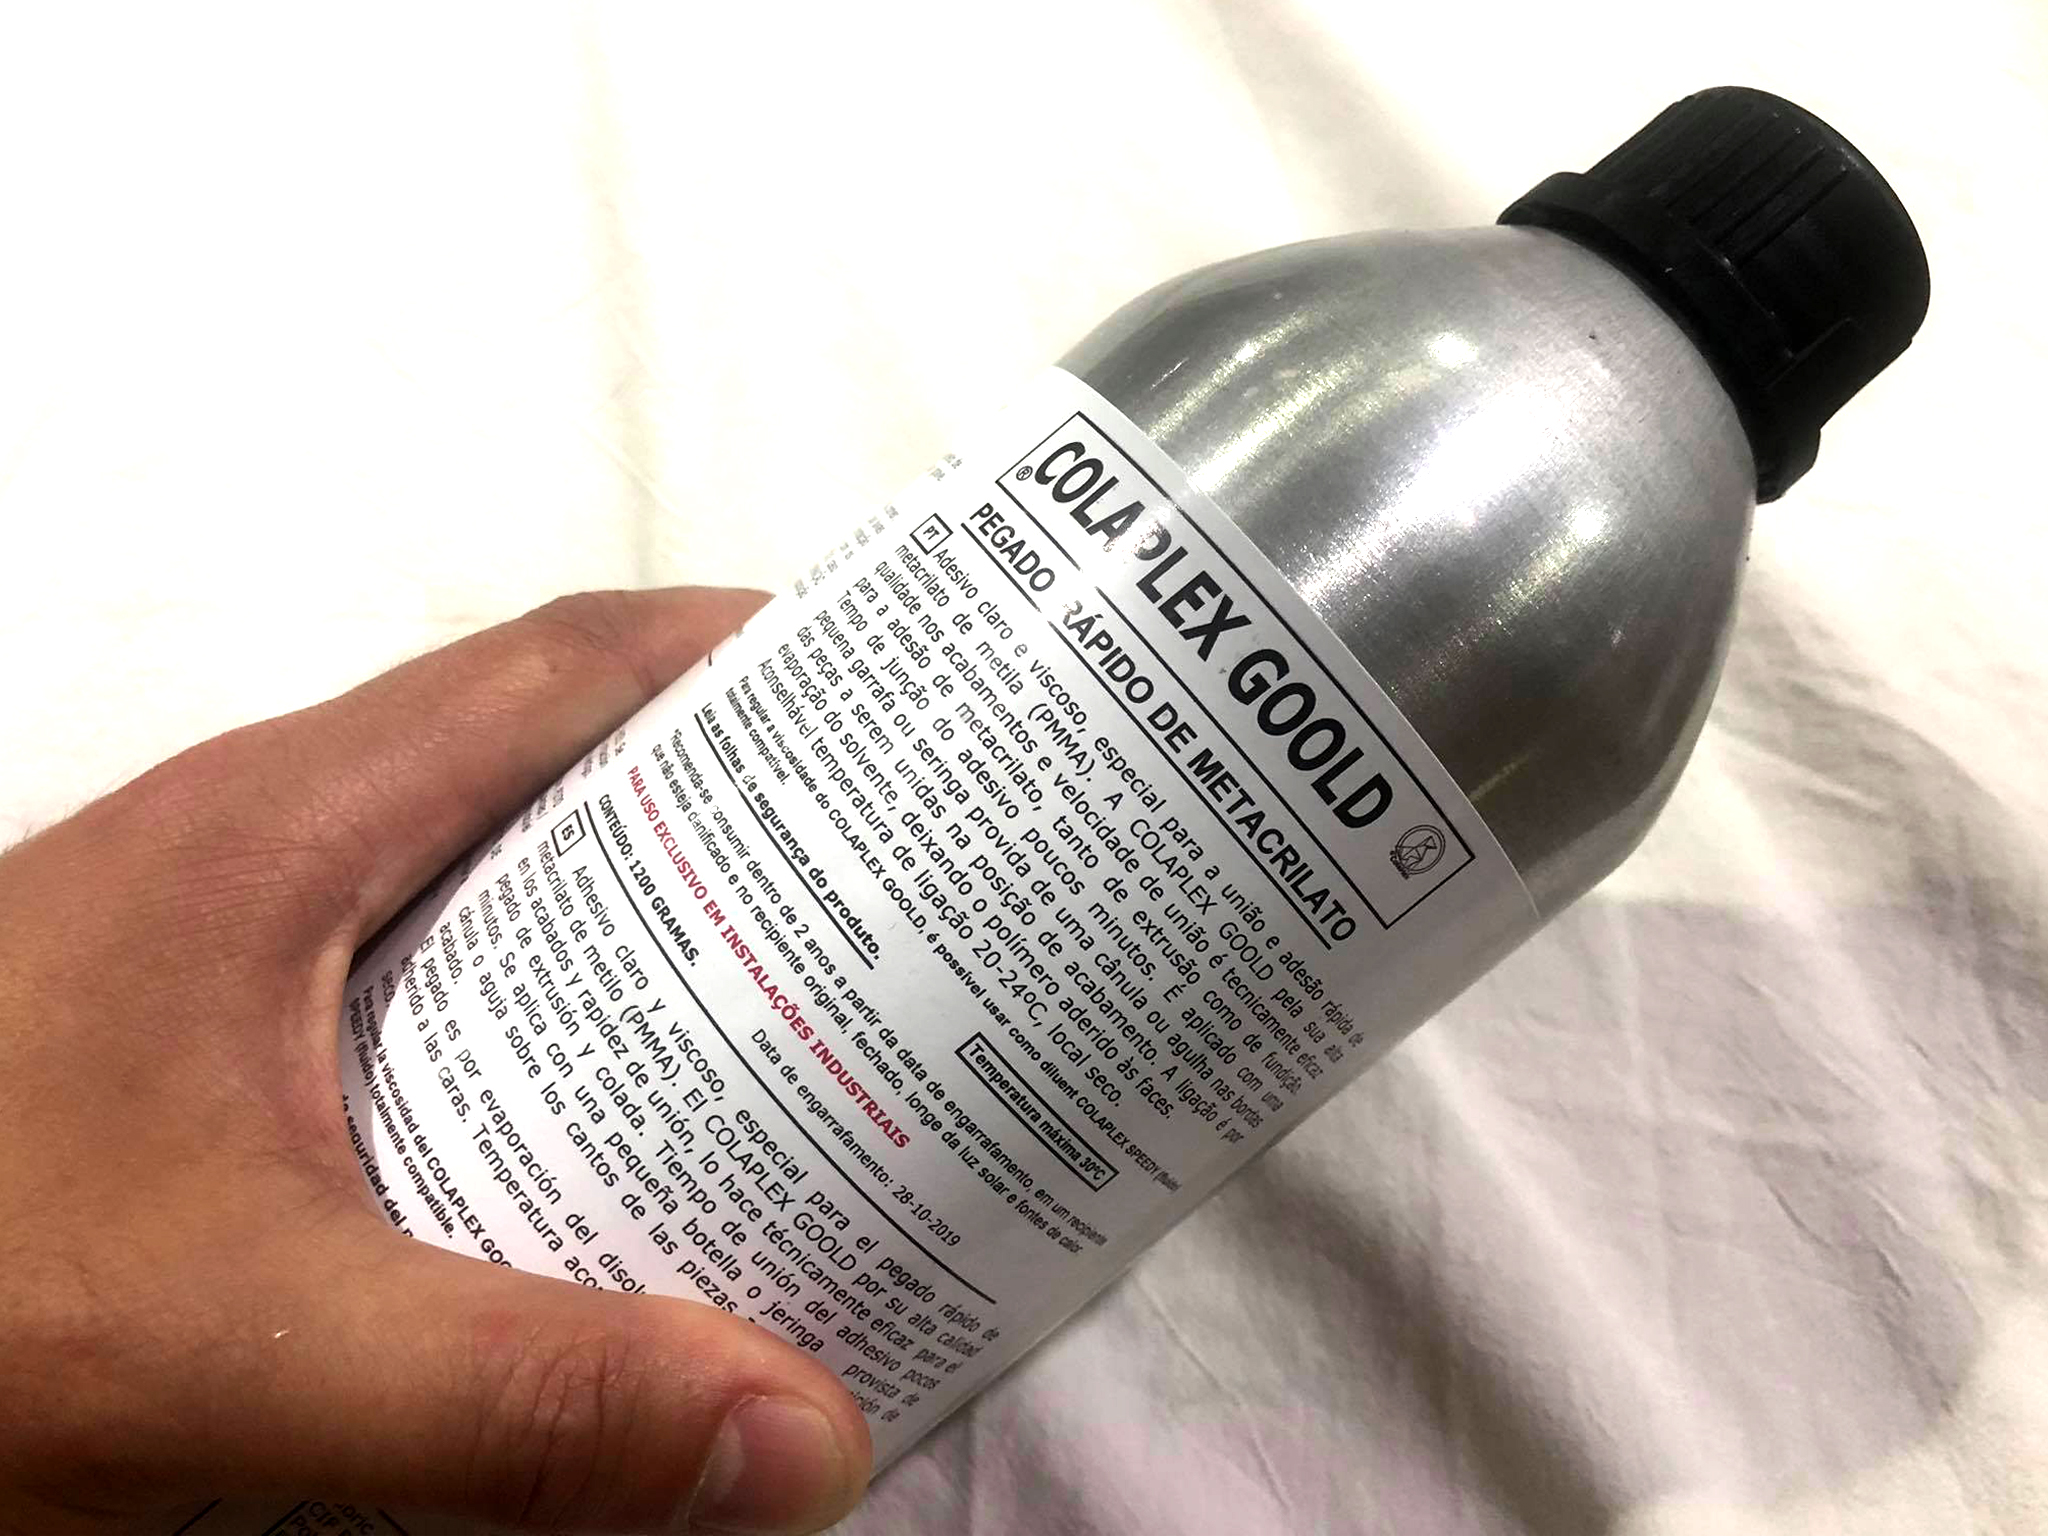 COLAPLEX GOOLD
®
PEGADO RÁPIDO DE METACRILATO
PT Adesivo claro e viscoso, especial para a união e adesão rápida de
metacrilato de metila (PMMA). A COLAPLEX GOOLD pela sua alta
qualidade nos acabamentos e velocidade de união é tecnicamente eficaz
para a adesão de metacrilato, tanto de extrusão como de fundição.
Tempo de junção do adesivo poucos minutos. É aplicado com uma
pequena garrafa ou seringa provida de uma cânula ou agulha nas bordas
das peças a serem unidas na posição de acabamento. A ligação é por
evaporação do solvente, deixando o polímero aderido às faces.
Aconselhável temperatura de ligação 20-24ºC, local seco.
Para regular a viscosidade do COLAPLEX GOOLD, é possível usar como diluent COLAPLEX SPEEDY (fluido)
totalmente compatível.
Temperatura máxima 30ºC
Leia as folhas de segurança do produto.
*Recomenda-se consumir dentro de 2 anos a partir da data de engarrafamento, em um recipiente
que não esteja danificado e no recipiente original, fechado, longe da luz solar e fontes de calor
PARA USO EXCLUSIVO EM INSTALAÇÕES INDUSTRIAIS
Data de engarrafamento: 28-10-2019
CONTEÚDO: 1200 GRAMAS.
ES Adhesivo claro y viscoso, especial para el pegado rápido de
metacrilato de metilo (PMMA). El COLAPLEX GOOLD por su alta calidad
en los acabados y rapidez de unión, lo hace técnicamente eficaz para el
pegado de extrusión y colada. Tiempo de unión del adhesivo pocos
minutos. Se aplica con una pequeña botella o jeringa provista de
cánula o aguja sobre los cantos de las piezas
acabado.
El pegado es por evaporación del
adherido a las caras. Temperatura
seco.
Para regular la viscosidad del COLAPLEX
SPEEDY (fluido) totalmente compatible.
de seguridad del